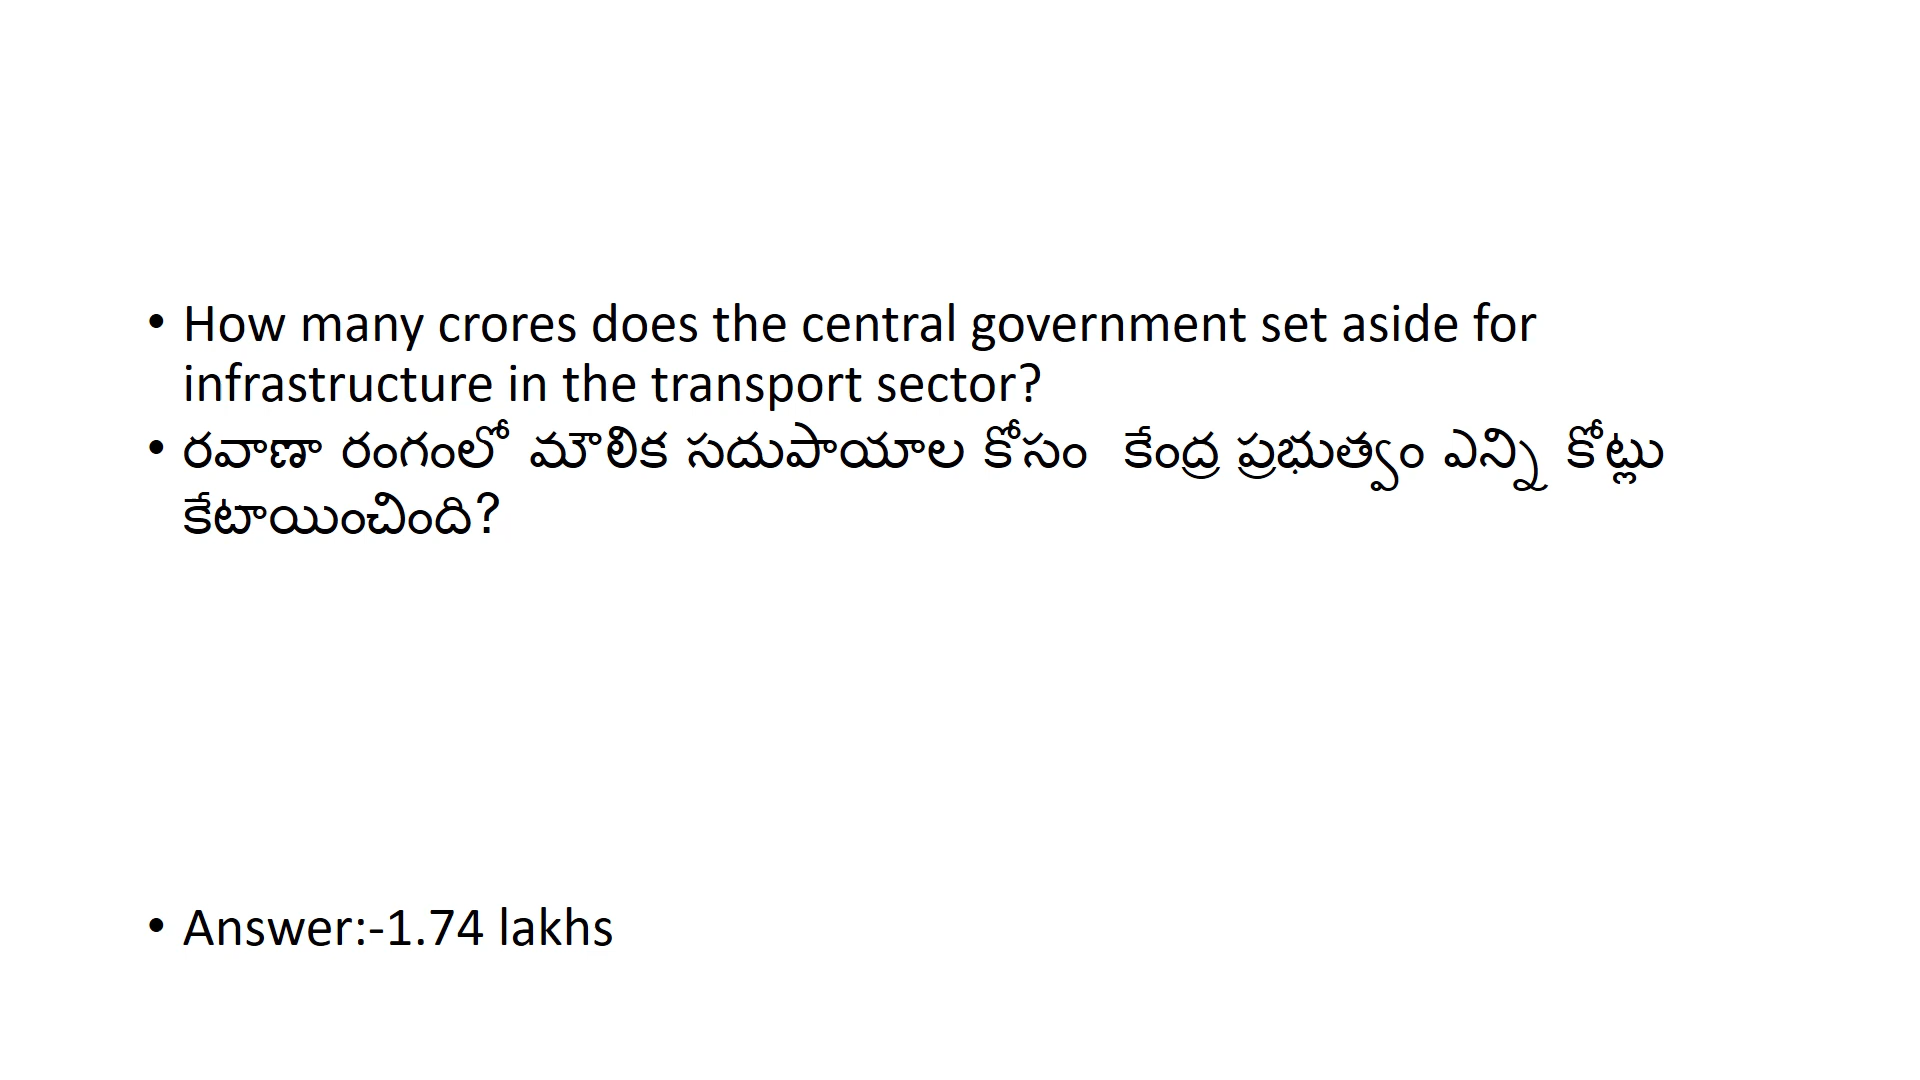 • How many crores does the central government set aside for
infrastructure in the transport sector?
• రవాణా రంగంలో మౌలిక సదుపాయాల కోసం  కేంద్ర ప్రభుత్వం ఎన్ని కోట్లు
కేటాయించింది?
• Answer:-1.74 lakhs